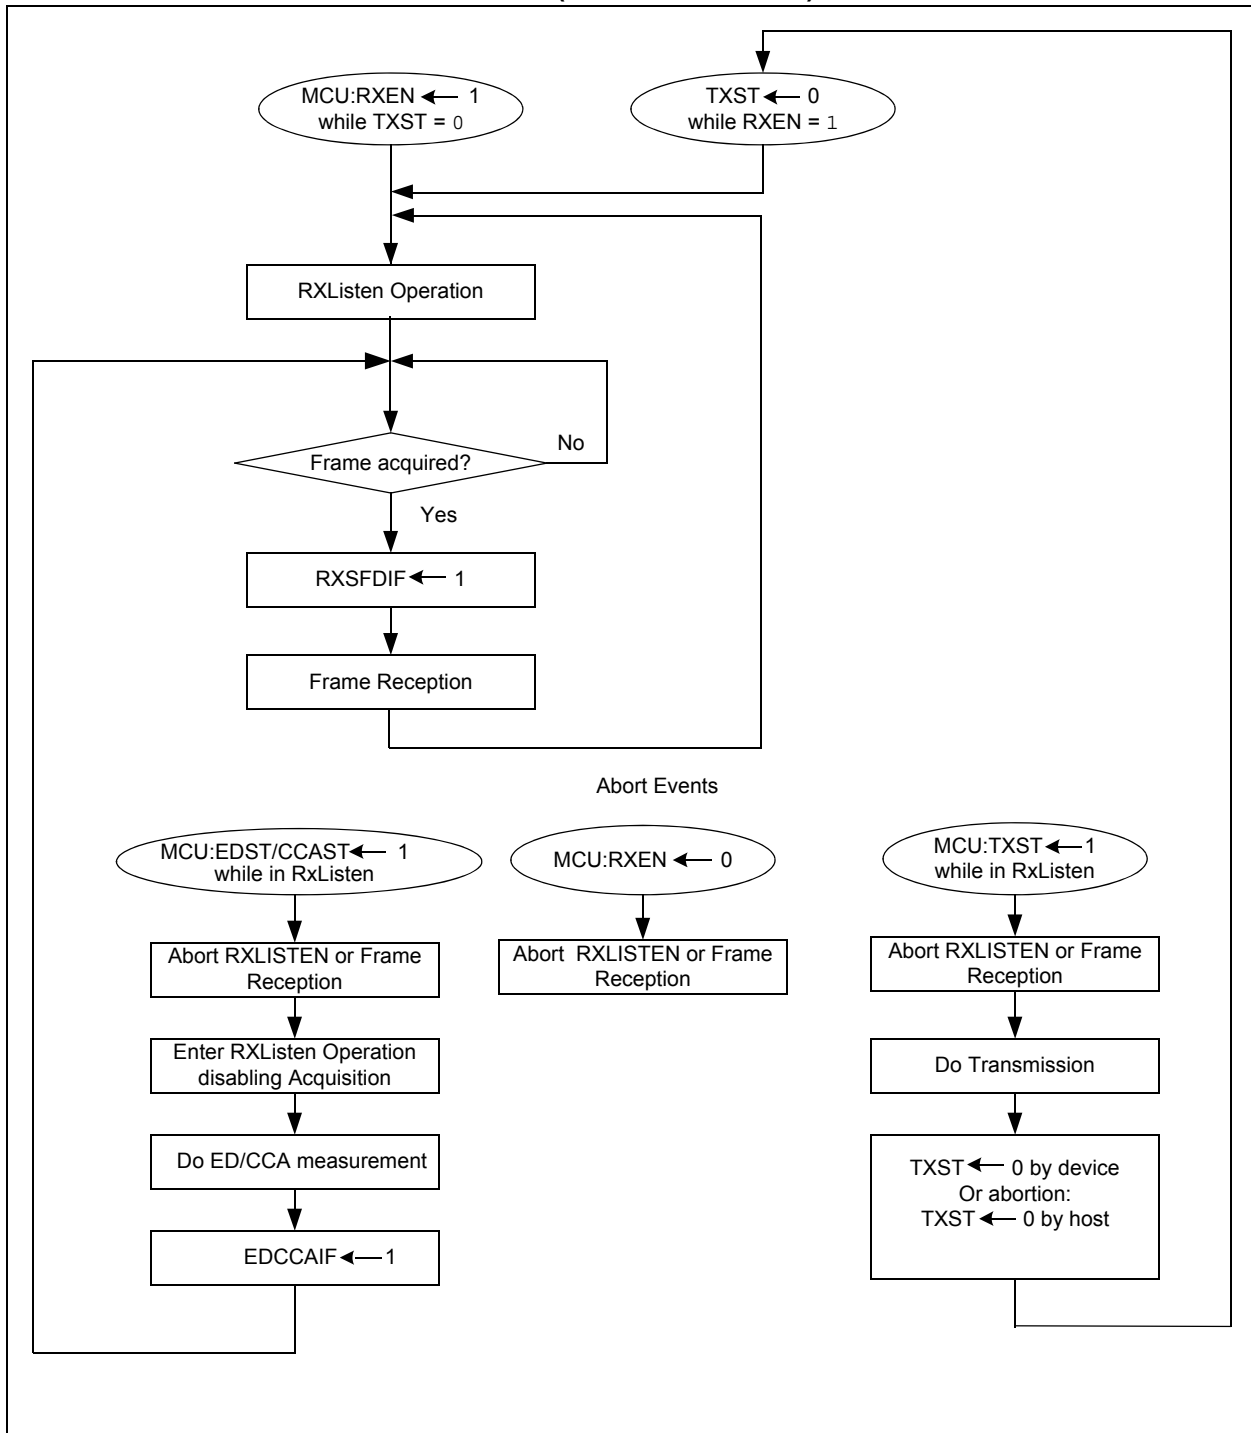 MCU:RXEN ← 1
while TXST = 0
TXST ← 0
while RXEN = 1
RXListen Operation
Frame acquired?
No
Yes
RXSFDIF ← 1
Frame Reception
Abort Events
MCU:EDST/CCAST ← 1
while in RxListen
Abort RXLISTEN or Frame
Reception
Enter RXListen Operation
disabling Acquisition
Do ED/CCA measurement
EDCCAIF ← 1
MCU:RXEN ← 0
Abort RXLISTEN or Frame
Reception
MCU:TXST ← 1
while in RxListen
Abort RXLISTEN or Frame
Reception
Do Transmission
TXST ← 0 by device
Or abortion:
TXST ← 0 by host